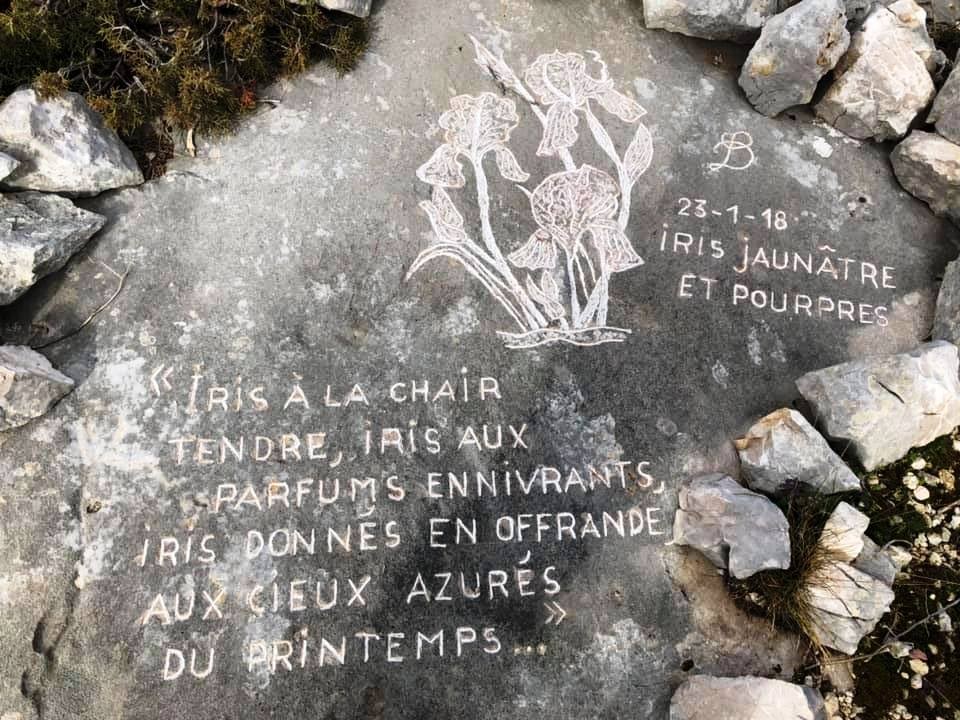 23-1-18
iRiS JAUNÂTRE
ET POURPRES
« IRiS À LA CHAiR
TENDRE, iRiS AUX
PARFUMS ENNIVRANTS,
iRiS DONNÉS EN OFFRANDE,
AUX CiEUX AZURÉS
DU PRiNTEMPS... »